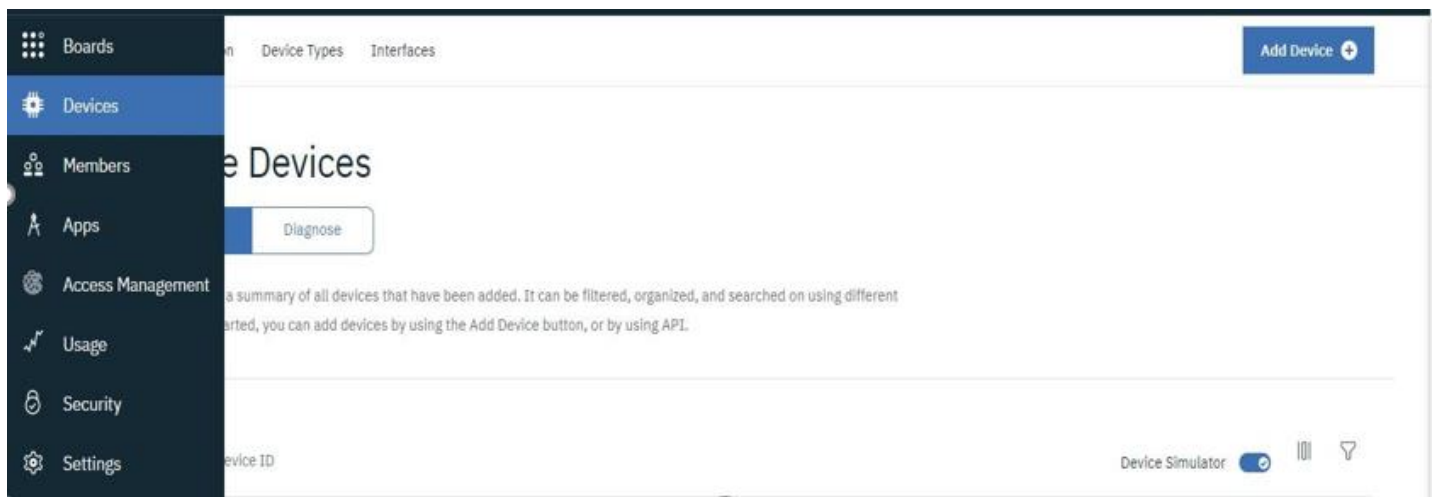 Boards
n Device Types Interfaces
Add Device
Devices
Members
e Devices
Apps
Diagnose
Access Management
a summary of all devices that have been added. It can be filtered, organized, and searched on using different
arted, you can add devices by using the Add Device button, or by using API.
Usage
Security
Settings
evice ID
Device Simulator